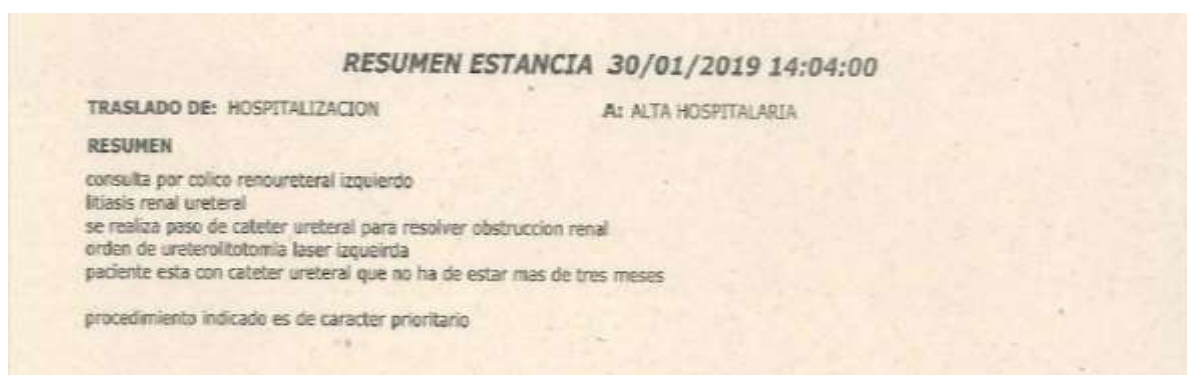 RESUMEN ESTANCIA 30/01/2019 14:04:00
TRASLADO DE: HOSPITALIZACION A: ALTA HOSPITALARIA
RESUMEN
consulta por colico renoureteral izquierdo
litiasis renal ureteral
se realiza paso de cateter ureteral para resolver obstruccion renal
orden de ureterolitotomia laser izqueirda
paciente esta con cateter ureteral que no ha de estar mas de tres meses
procedimiento indicado es de caracter prioritario